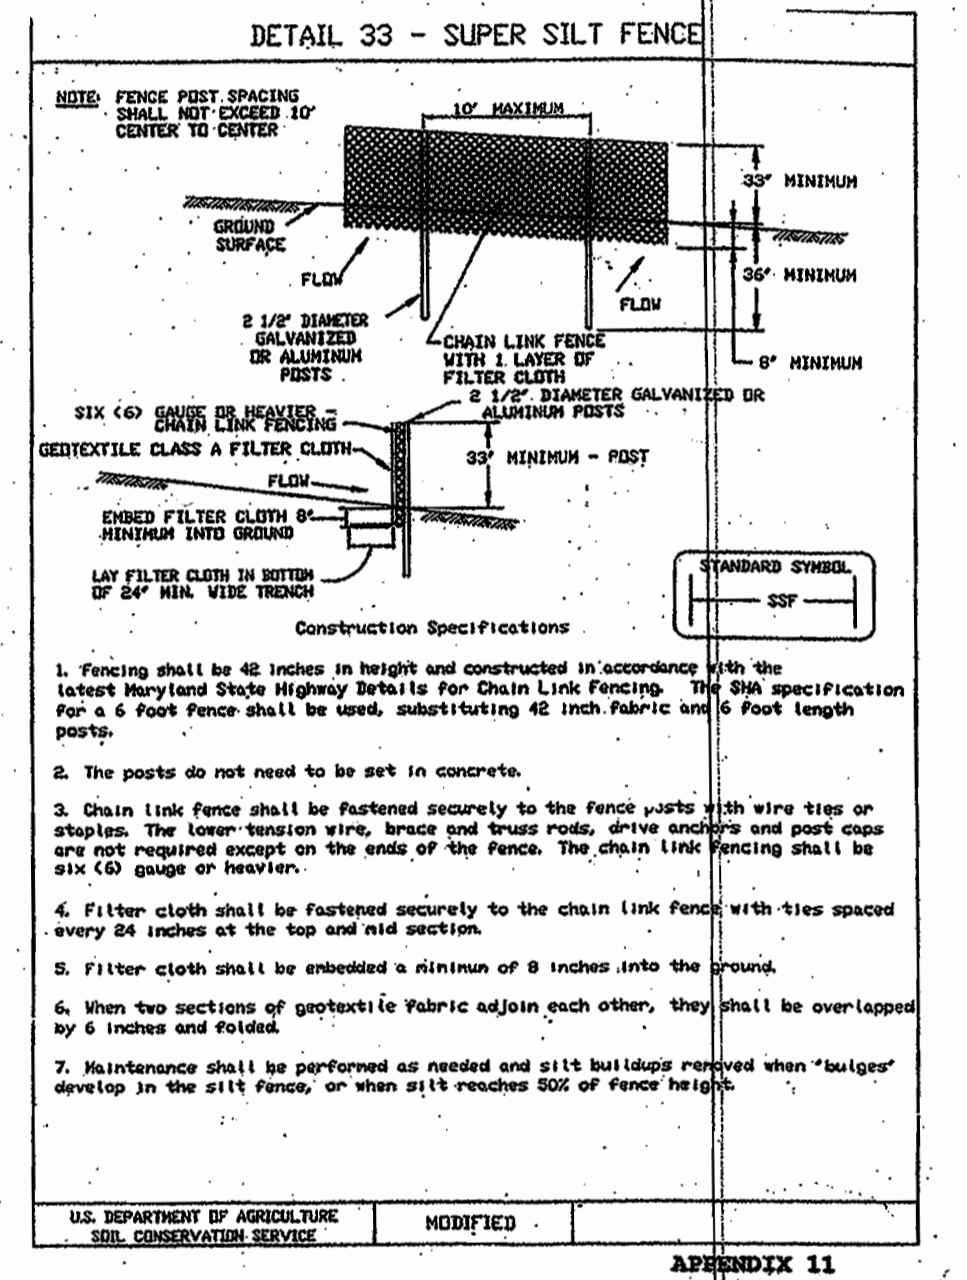 DETAIL 33 - SUPER SILT FENCE
NOTE: FENCE POST SPACING
SHALL NOT EXCEED 10'
CENTER TO CENTER
10' MAXIMUM
33" MINIMUM
GROUND
SURFACE
FLOW
FLOW
36" MINIMUM
2 1/2" DIAMETER
GALVANIZED
OR ALUMINUM
POSTS
CHAIN LINK FENCE
WITH 1 LAYER OF
FILTER CLOTH
8" MINIMUM
2 1/2" DIAMETER GALVANIZED OR
ALUMINUM POSTS
SIX (6) GAUGE OR HEAVIER -
CHAIN LINK FENCING
GEOTEXTILE CLASS A FILTER CLOTH
33" MINIMUM - POST
FLOW
EMBED FILTER CLOTH 8"
MINIMUM INTO GROUND
LAY FILTER CLOTH IN BOTTOM
OF 24" MIN. WIDE TRENCH
STANDARD SYMBOL
SSF
Construction Specifications
1. Fencing shall be 42 inches in height and constructed in accordance with the
latest Maryland State Highway Details for Chain Link Fencing. The SHA specification
for a 6 foot fence shall be used, substituting 42 inch fabric and 6 foot length
posts.
2. The posts do not need to be set in concrete.
3. Chain link fence shall be fastened securely to the fence posts with wire ties or
staples. The lower tension wire, brace and truss rods, drive anchors and post caps
are not required except on the ends of the fence. The chain link fencing shall be
six (6) gauge or heavier.
4. Filter cloth shall be fastened securely to the chain link fence with ties spaced
every 24 inches at the top and mid section.
5. Filter cloth shall be embedded a minimum of 8 inches into the ground.
6. When two sections of geotextile fabric adjoin each other, they shall be overlapped
by 6 inches and folded.
7. Maintenance shall be performed as needed and silt buildups removed when "bulges"
develop in the silt fence, or when silt reaches 50% of fence height.
U.S. DEPARTMENT OF AGRICULTURE
SOIL CONSERVATION SERVICE
MODIFIED
APPENDIX 11